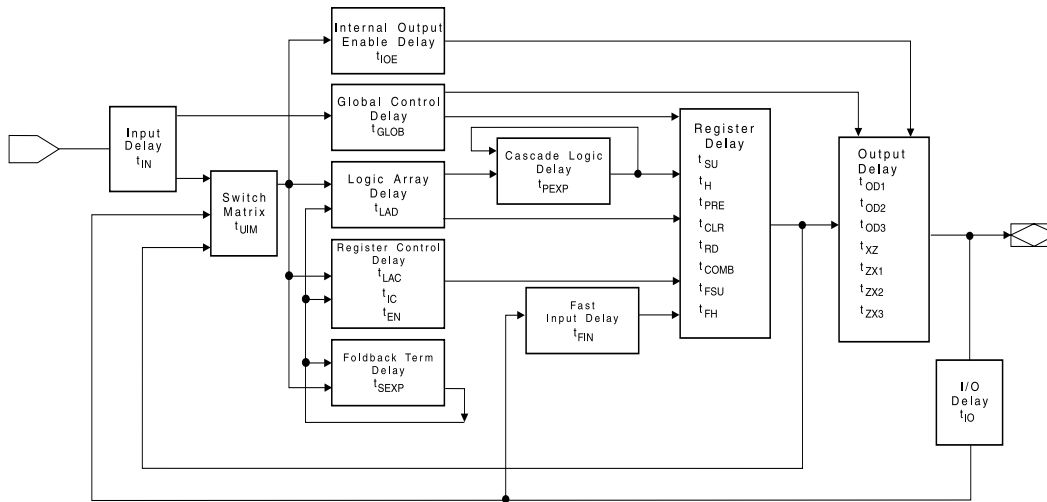 Internal Output
Enable Delay
tIOE
Global Control
Delay
tGLOB
Input
Delay
tIN
Switch
Matrix
tUIM
Logic Array
Delay
tLAD
Cascade Logic
Delay
tPEXP
Register Control
Delay
tLAC
tIC
tEN
Fast
Input Delay
tFIN
Foldback Term
Delay
tSEXP
Register
Delay
tSU
tH
tPRE
tCLR
tRD
tCOMB
tFSU
tFH
Output
Delay
tOD1
tOD2
tOD3
tXZ
tZX1
tZX2
tZX3
I/O
Delay
tIO